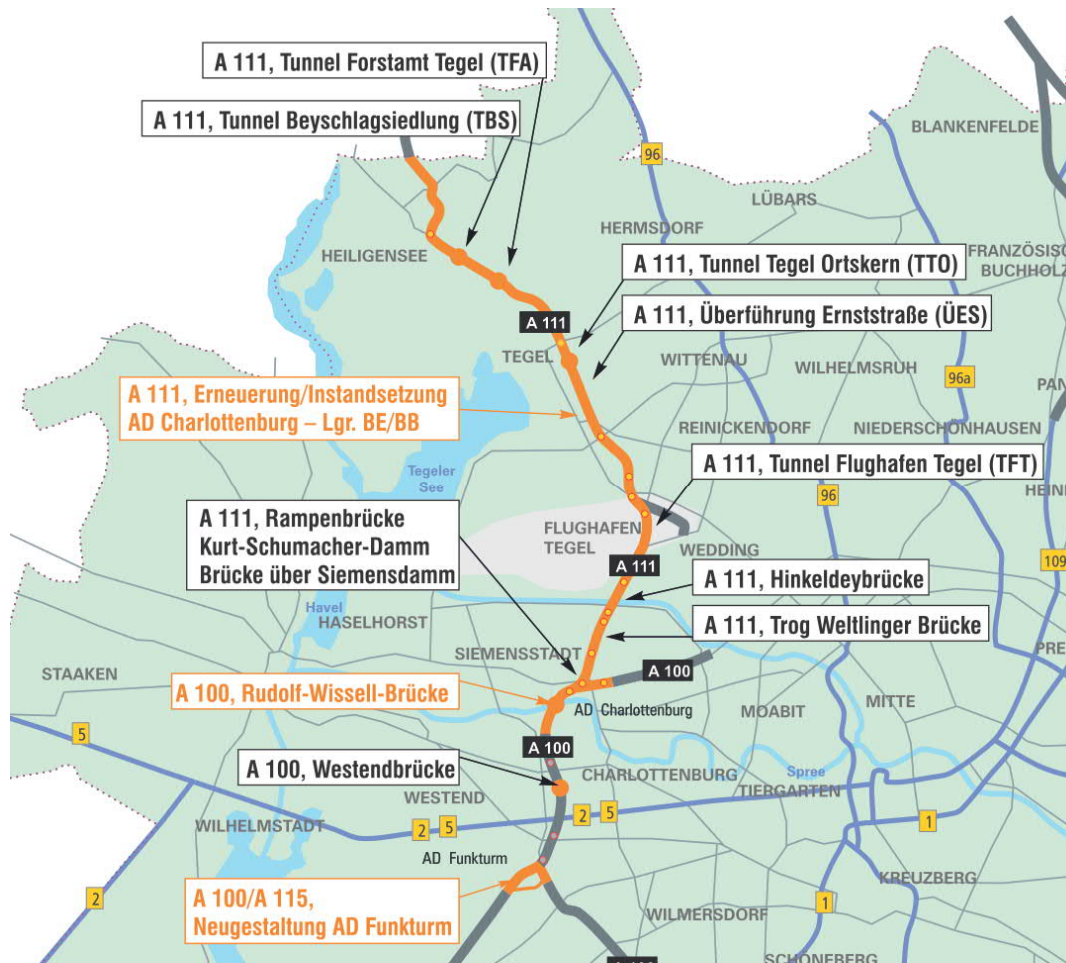 A 111, Tunnel Forstamt Tegel (TFA)
A 111, Tunnel Beyschlagsiedlung (TBS)
BLANKENFELDE
96
LÜBARS
HERMSDORF
HEILIGENSEE
FRANZÖSISC
BUCHHOLZ
A 111, Tunnel Tegel Ortskern (TTO)
A 111, Überführung Ernststraße (ÜES)
A 111
TEGEL
WITTENAU
WILHELMSRUH
96a
PAN
A 111, Erneuerung/Instandsetzung
AD Charlottenburg – Lgr. BE/BB
REINICKENDORF
NIEDERSCHÖNHAUSEN
A 111, Tunnel Flughafen Tegel (TFT)
Tegeler
See
HEIN
96
A 111, Rampenbrücke
Kurt-Schumacher-Damm
Brücke über Siemensdamm
FLUGHAFEN
TEGEL
WEDDING
109
A 111
A 111, Hinkeldeybrücke
Havel
HASELHORST
A 111, Trog Weltlinger Brücke
SIEMENSSTADT
PRE
STAAKEN
A 100
A 100, Rudolf-Wissell-Brücke
AD Charlottenburg
MOABIT
MITTE
5
A 100
A 100, Westendbrücke
CHARLOTTENBURG
Spree
TIERGARTEN
WESTEND
WILHELMSTADT
2
5
2
5
1
AD Funkturm
2
KREUZBERG
A 100/A 115,
Neugestaltung AD Funkturm
1
WILMERSDORF
SCHÖNEBERG